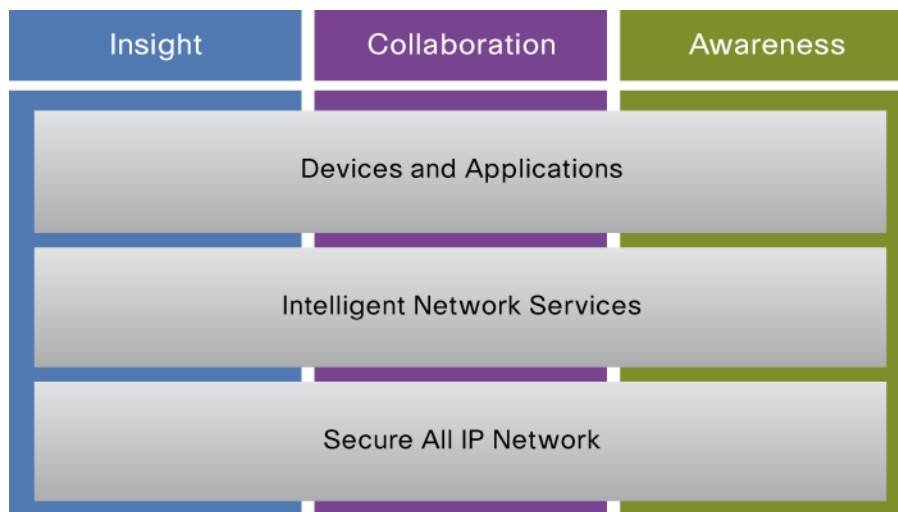 Insight
Collaboration
Awareness
Devices and Applications
Intelligent Network Services
Secure All IP Network